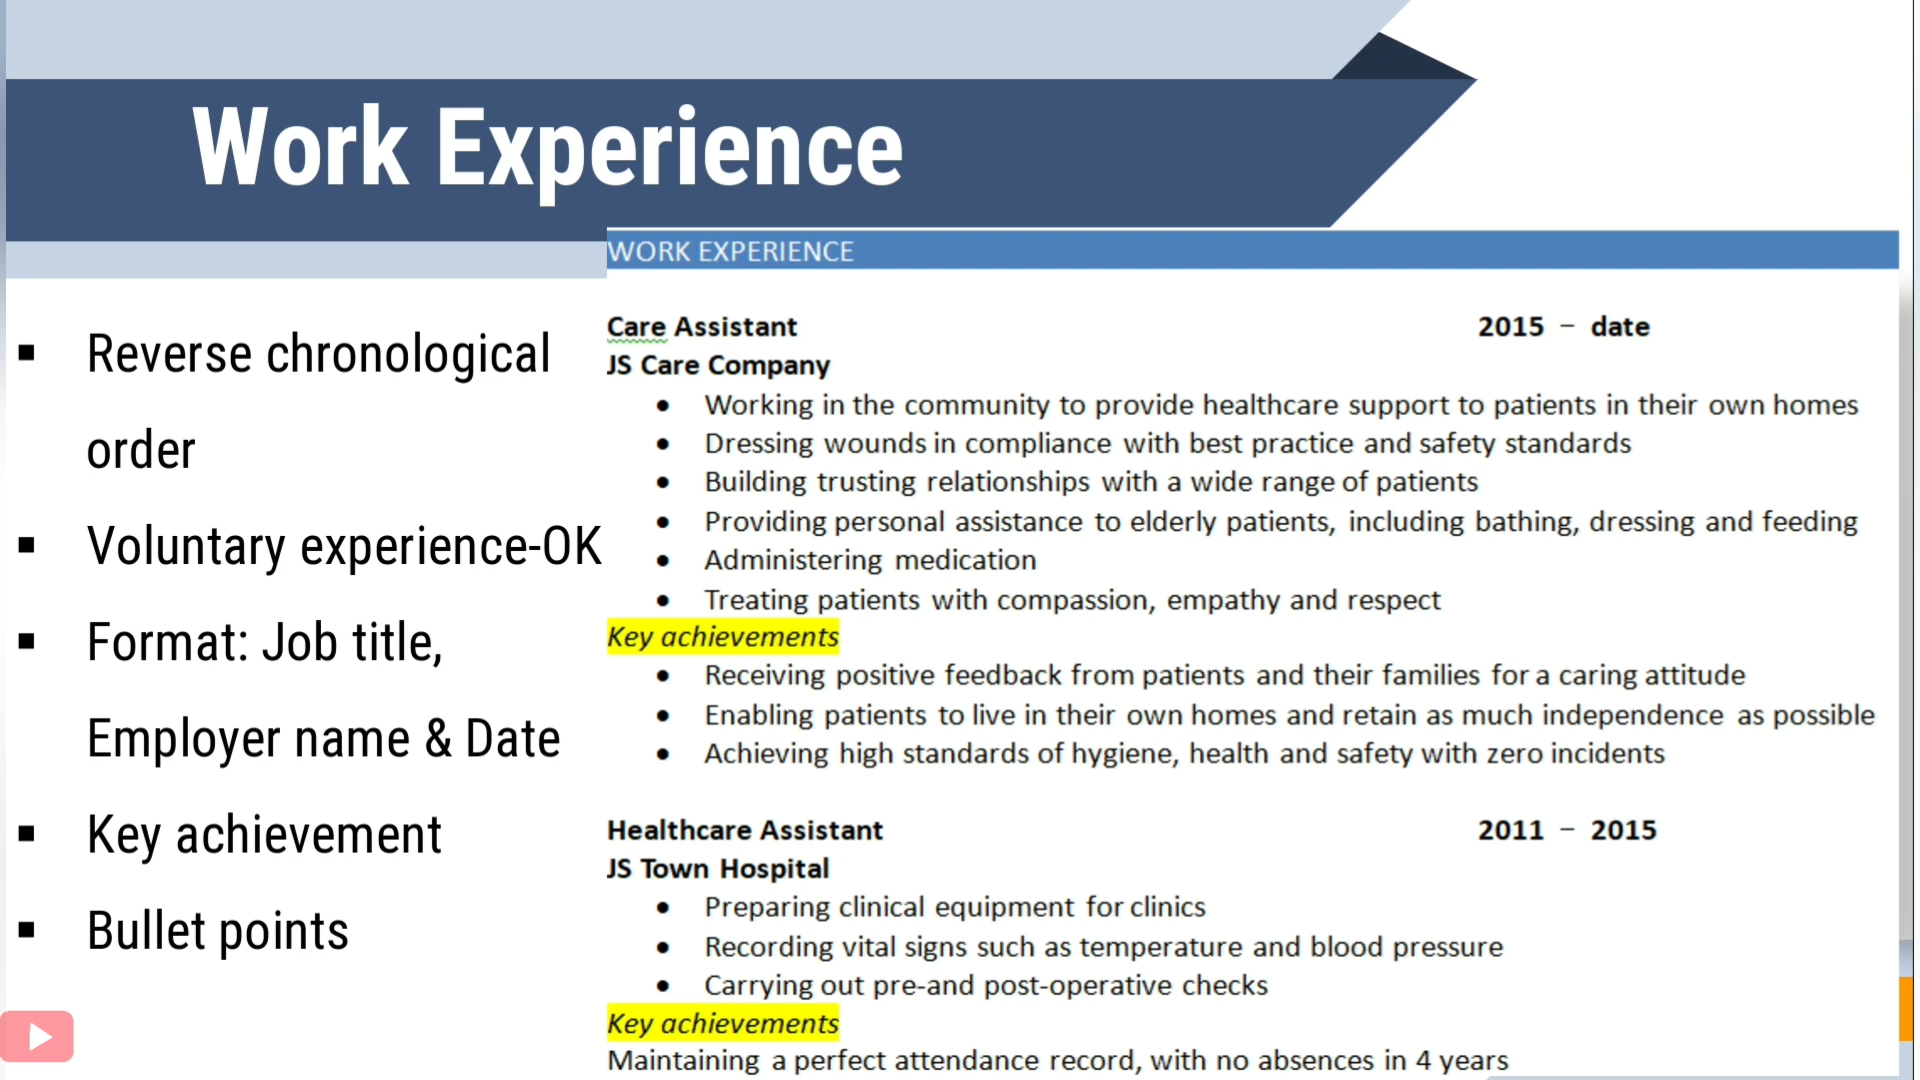 Work Experience
▪ Reverse chronological
order
▪ Voluntary experience-OK
▪ Format: Job title,
Employer name & Date
▪ Key achievement
▪ Bullet points
WORK EXPERIENCE
Care Assistant 2015 – date
JS Care Company
• Working in the community to provide healthcare support to patients in their own homes
• Dressing wounds in compliance with best practice and safety standards
• Building trusting relationships with a wide range of patients
• Providing personal assistance to elderly patients, including bathing, dressing and feeding
• Administering medication
• Treating patients with compassion, empathy and respect
Key achievements
• Receiving positive feedback from patients and their families for a caring attitude
• Enabling patients to live in their own homes and retain as much independence as possible
• Achieving high standards of hygiene, health and safety with zero incidents
Healthcare Assistant 2011 – 2015
JS Town Hospital
• Preparing clinical equipment for clinics
• Recording vital signs such as temperature and blood pressure
• Carrying out pre-and post-operative checks
Key achievements
Maintaining a perfect attendance record, with no absences in 4 years